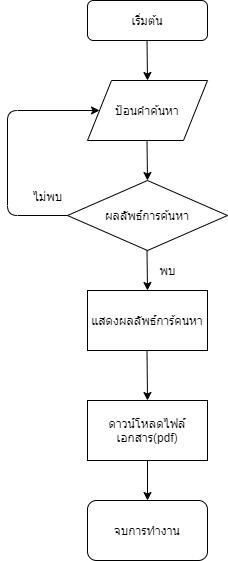 เริ่มต้น
ป้อนคำค้นหา
ผลลัพธ์การค้นหา
ไม่พบ
พบ
แสดงผลลัพธ์การค้นหา
ดาวน์โหลดไฟล์
เอกสาร(pdf)
จบการทำงาน